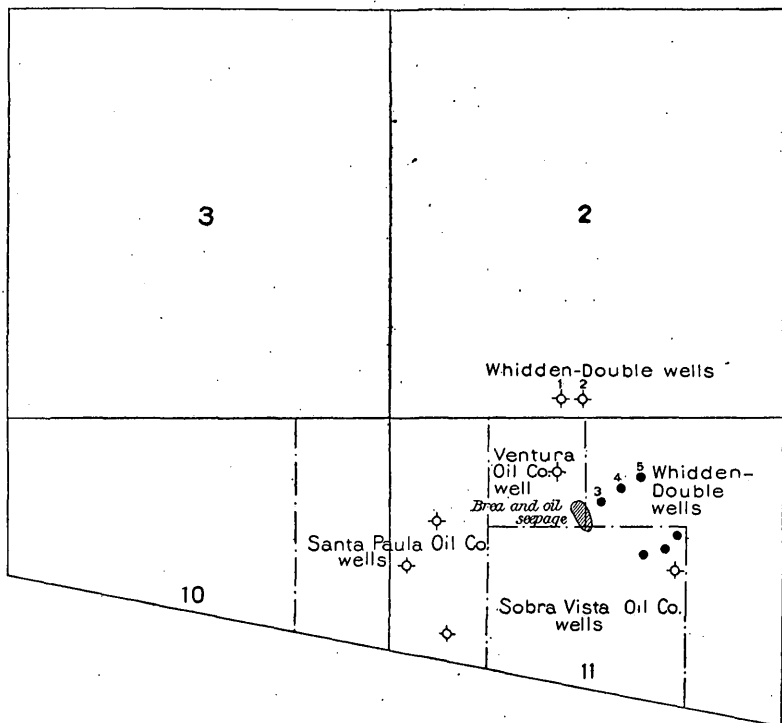 3
2
Whidden-Double wells
1 2
Ventura
Oil Co.
well
5
4
3
Whidden-
Double
wells
Brea and oil
seepage
Santa Paula Oil Co.
wells
10
Sobra Vista Oil Co.
wells
11